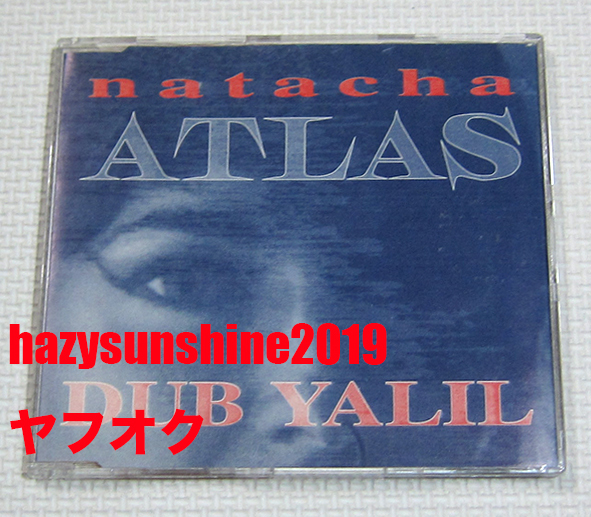 natacha
ATLAS
hazysunshine2019
DUB YALIL
ヤフオク